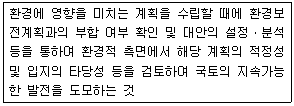 환경에 영향을 미치는 계획을 수립할 때에 환경보
전계획과의 부합 여부 확인 및 대안의 설정ㆍ분석
등을 통하며 환경적 측면에서 해당 계획의 적정성
및 입지의 타당성 등을 검토하며 국토의 지속가능
한 발전을 도모하는 것